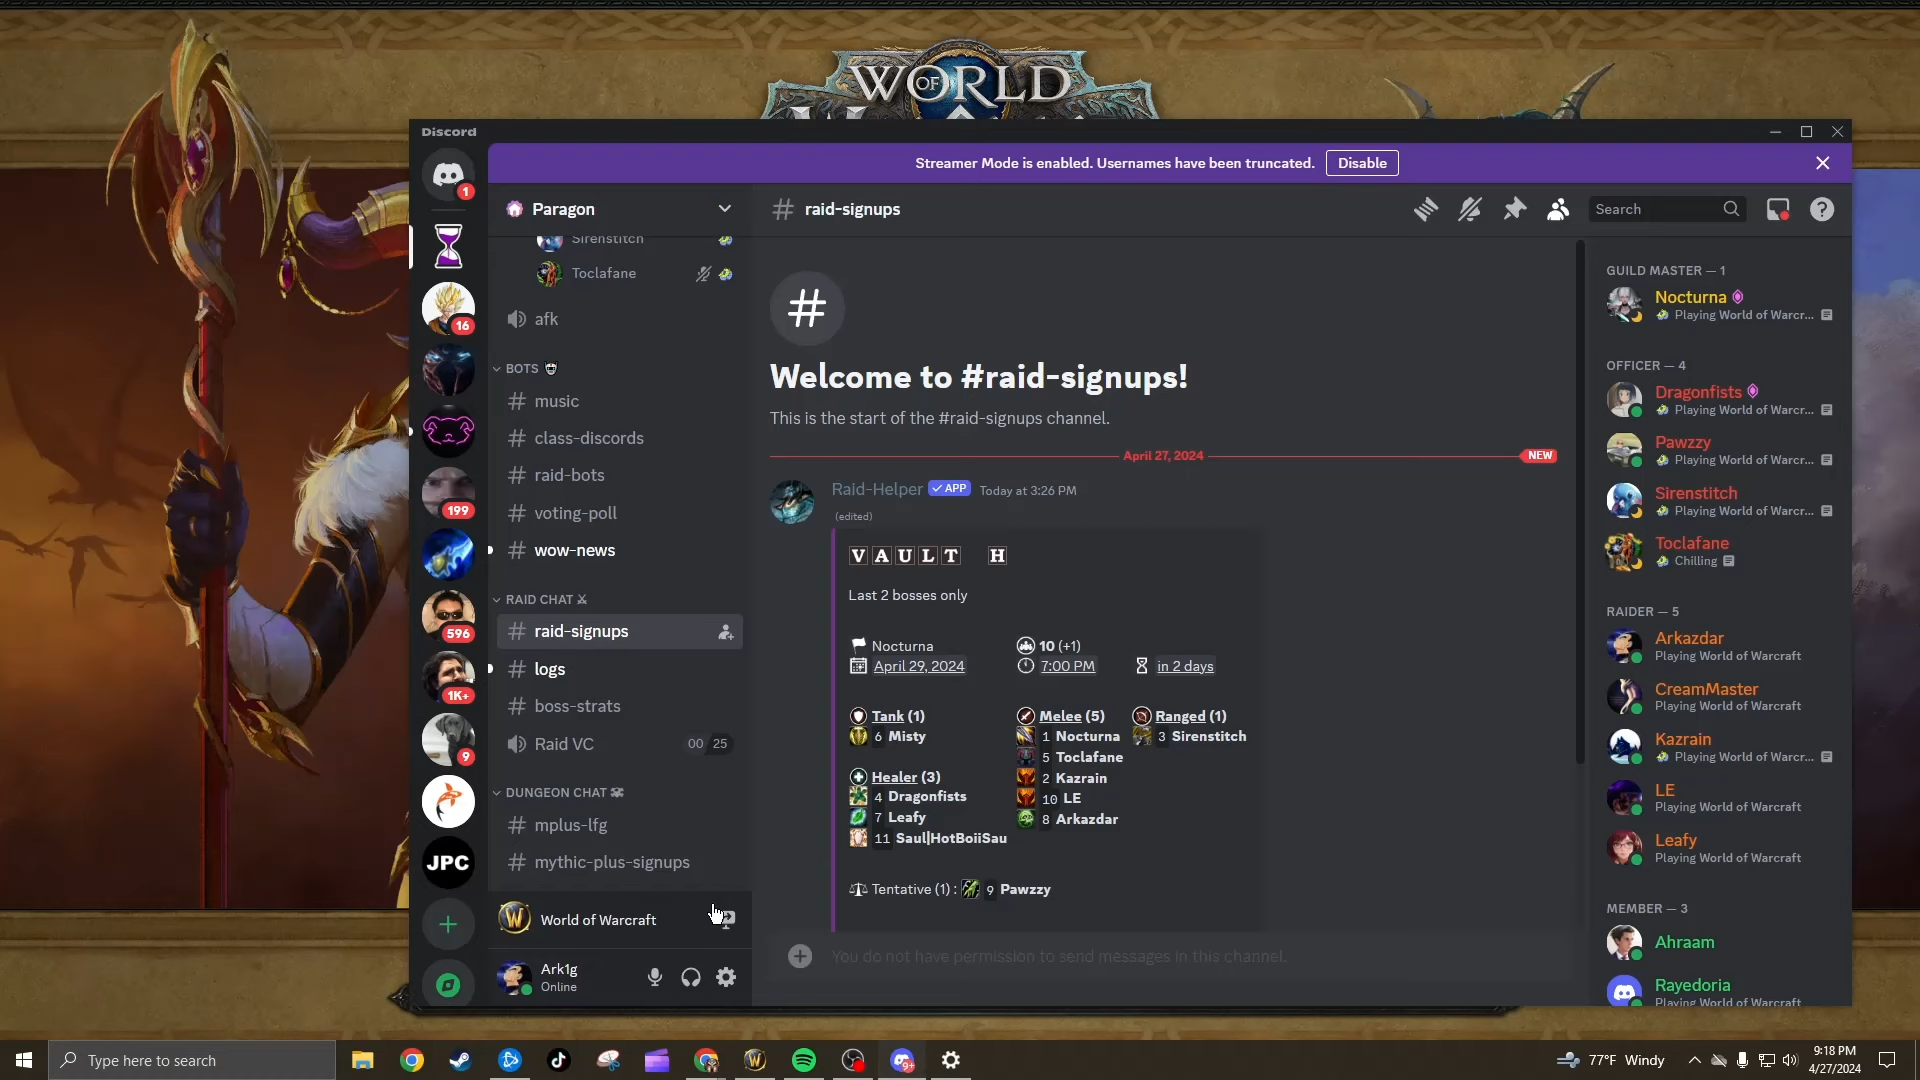 WORLD
OF
Discord
Streamer Mode is enabled. Usernames have been truncated.
Disable
1
Paragon
raid-signups
Search
Sirenstitch
Toclafane
afk
BOTS
music
class-discords
raid-bots
voting-poll
wow-news
RAID CHAT
raid-signups
logs
boss-strats
Raid VC
00 25
DUNGEON CHAT
mplus-lfg
mythic-plus-signups
World of Warcraft
Ark1g
Online
16
199
596
1K+
9
JPC
Welcome to #raid-signups!
This is the start of the #raid-signups channel.
April 27, 2024
NEW
Raid-Helper APP Today at 3:26 PM
(edited)
VAULT H
Last 2 bosses only
Nocturna
10 (+1)
April 29, 2024
7:00 PM
in 2 days
Tank (1)
6 Misty
Melee (5)
1 Nocturna
5 Toclafane
2 Kazrain
10 LE
8 Arkazdar
Ranged (1)
3 Sirenstitch
Healer (3)
4 Dragonfists
7 Leafy
11 Saul|HotBoiiSau
Tentative (1) : 9 Pawzzy
You do not have permission to send messages in this channel.
GUILD MASTER — 1
Nocturna
Playing World of Warcr...
OFFICER — 4
Dragonfists
Playing World of Warcr...
Pawzzy
Playing World of Warcr...
Sirenstitch
Playing World of Warcr...
Toclafane
Chilling
RAIDER — 5
Arkazdar
Playing World of Warcraft
CreamMaster
Playing World of Warcraft
Kazrain
Playing World of Warcr...
LE
Playing World of Warcraft
Leafy
Playing World of Warcraft
MEMBER — 3
Ahraam
Rayedoria
Playing World of Warcraft
Type here to search
9+
77°F Windy
9:18 PM
4/27/2024